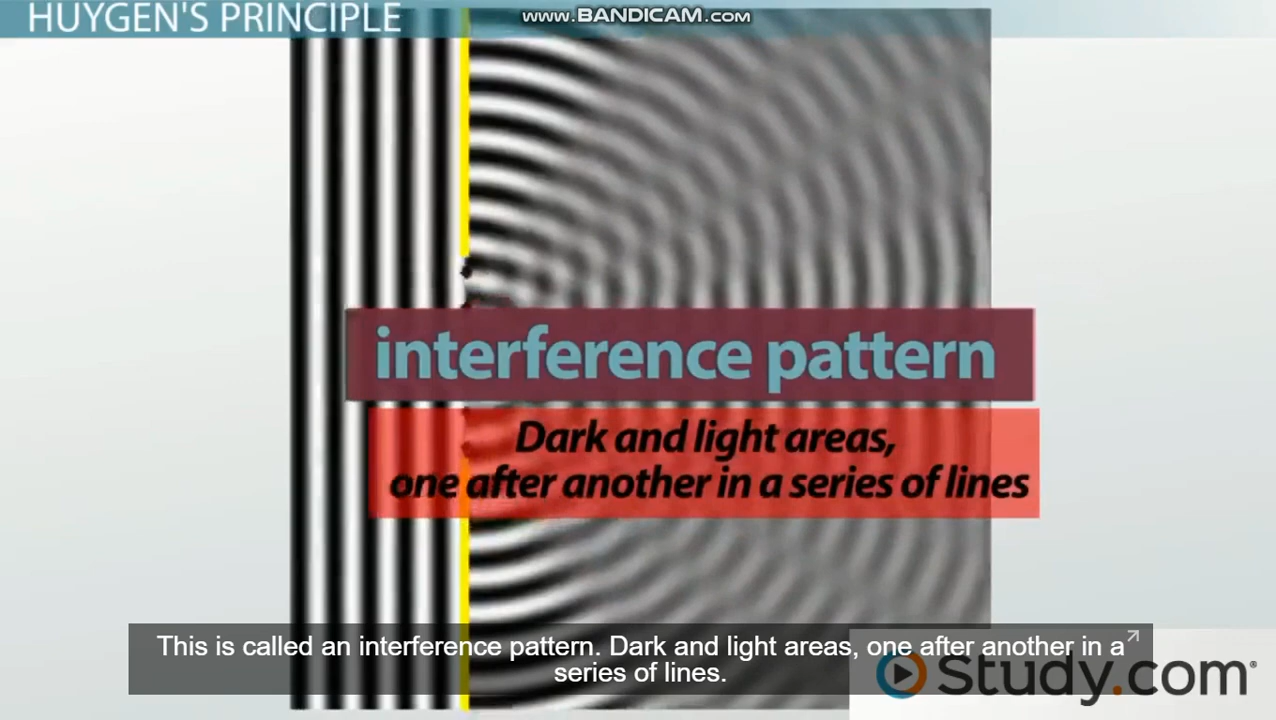 HUYGEN'S PRINCIPLE
www.BANDICAM.com
interference pattern
Dark and light areas,
one after another in a series of lines
This is called an interference pattern. Dark and light areas, one after another in a
series of lines.
Study.com®